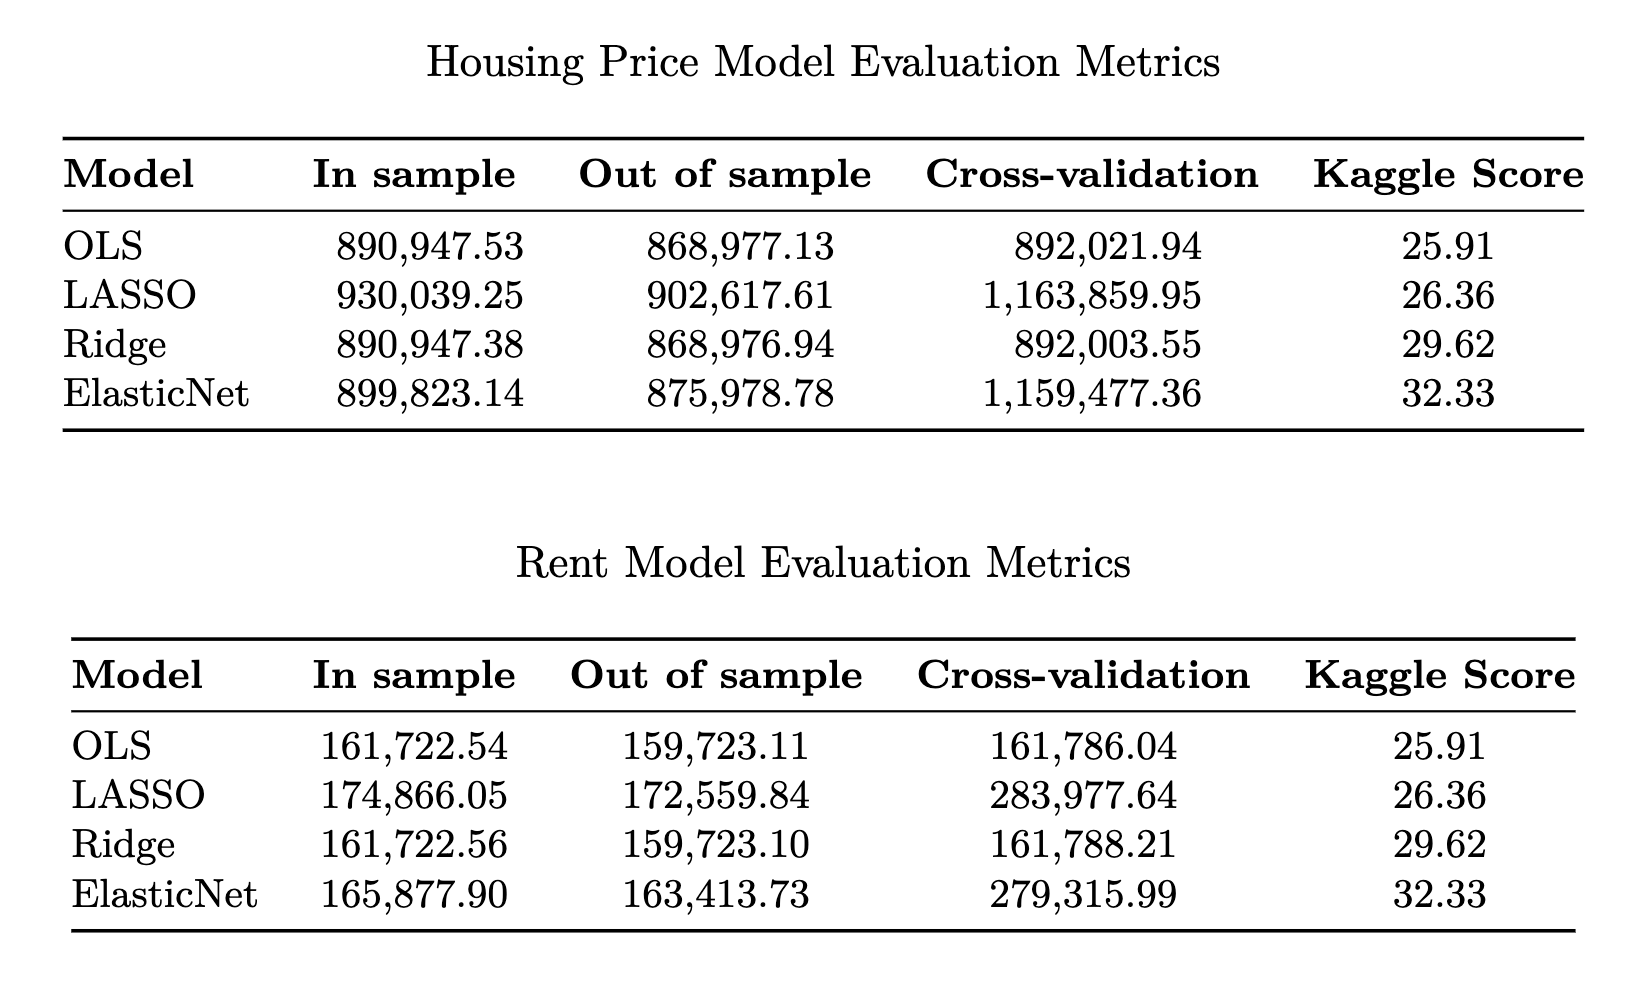 Housing Price Model Evaluation Metrics
Model In sample Out of sample Cross-validation Kaggle Score
OLS 890,947.53 868,977.13 892,021.94 25.91
LASSO 930,039.25 902,617.61 1,163,859.95 26.36
Ridge 890,947.38 868,976.94 892,003.55 29.62
ElasticNet 899,823.14 875,978.78 1,159,477.36 32.33
Rent Model Evaluation Metrics
Model In sample Out of sample Cross-validation Kaggle Score
OLS 161,722.54 159,723.11 161,786.04 25.91
LASSO 174,866.05 172,559.84 283,977.64 26.36
Ridge 161,722.56 159,723.10 161,788.21 29.62
ElasticNet 165,877.90 163,413.73 279,315.99 32.33